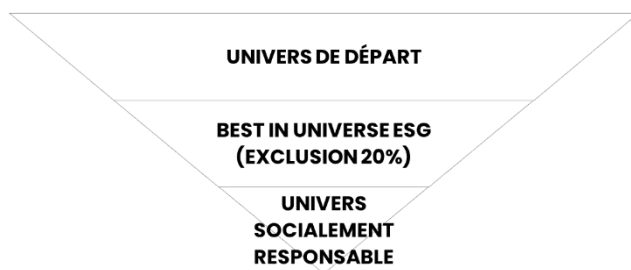 UNIVERS DE DÉPART
BEST IN UNIVERSE ESG
(EXCLUSION 20%)
UNIVERS
SOCIALEMENT
RESPONSABLE